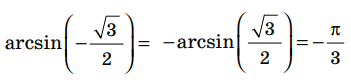 arcsin(-√3/2) = -arcsin(√3/2) = -π/3